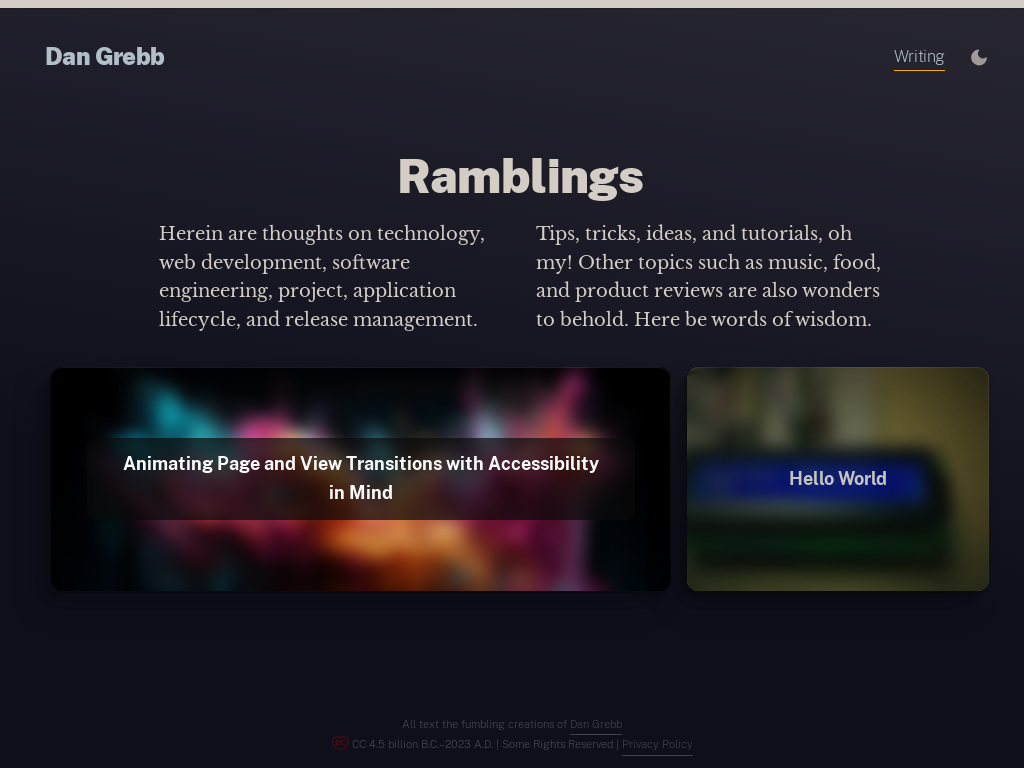 Dan Grebb
Writing
Ramblings
Herein are thoughts on technology,
web development, software
engineering, project, application
lifecycle, and release management.
Tips, tricks, ideas, and tutorials, oh
my! Other topics such as music, food,
and product reviews are also wonders
to behold. Here be words of wisdom.
Animating Page and View Transitions with Accessibility
in Mind
Hello World
All text the fumbling creations of Dan Grebb
CC 4.5 billion B.C.–2023 A.D. | Some Rights Reserved | Privacy Policy